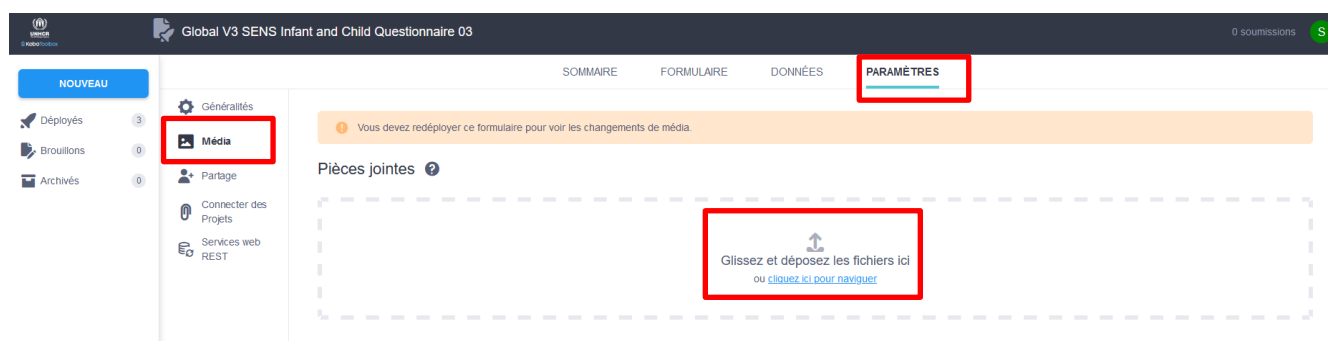 UNHCR
KoboToolbox
Global V3 SENS Infant and Child Questionnaire 03
0 soumissions
S
NOUVEAU
SOMMAIRE FORMULAIRE DONNÉES PARAMÈTRES
Déployés 3
Brouillons 0
Archivés 0
Généralités
Média
Partage
Connecter des
Projets
Services web
REST
Vous devez redéployer ce formulaire pour voir les changements de média.
Pièces jointes ?
Glissez et déposez les fichiers ici
ou cliquez ici pour naviguer